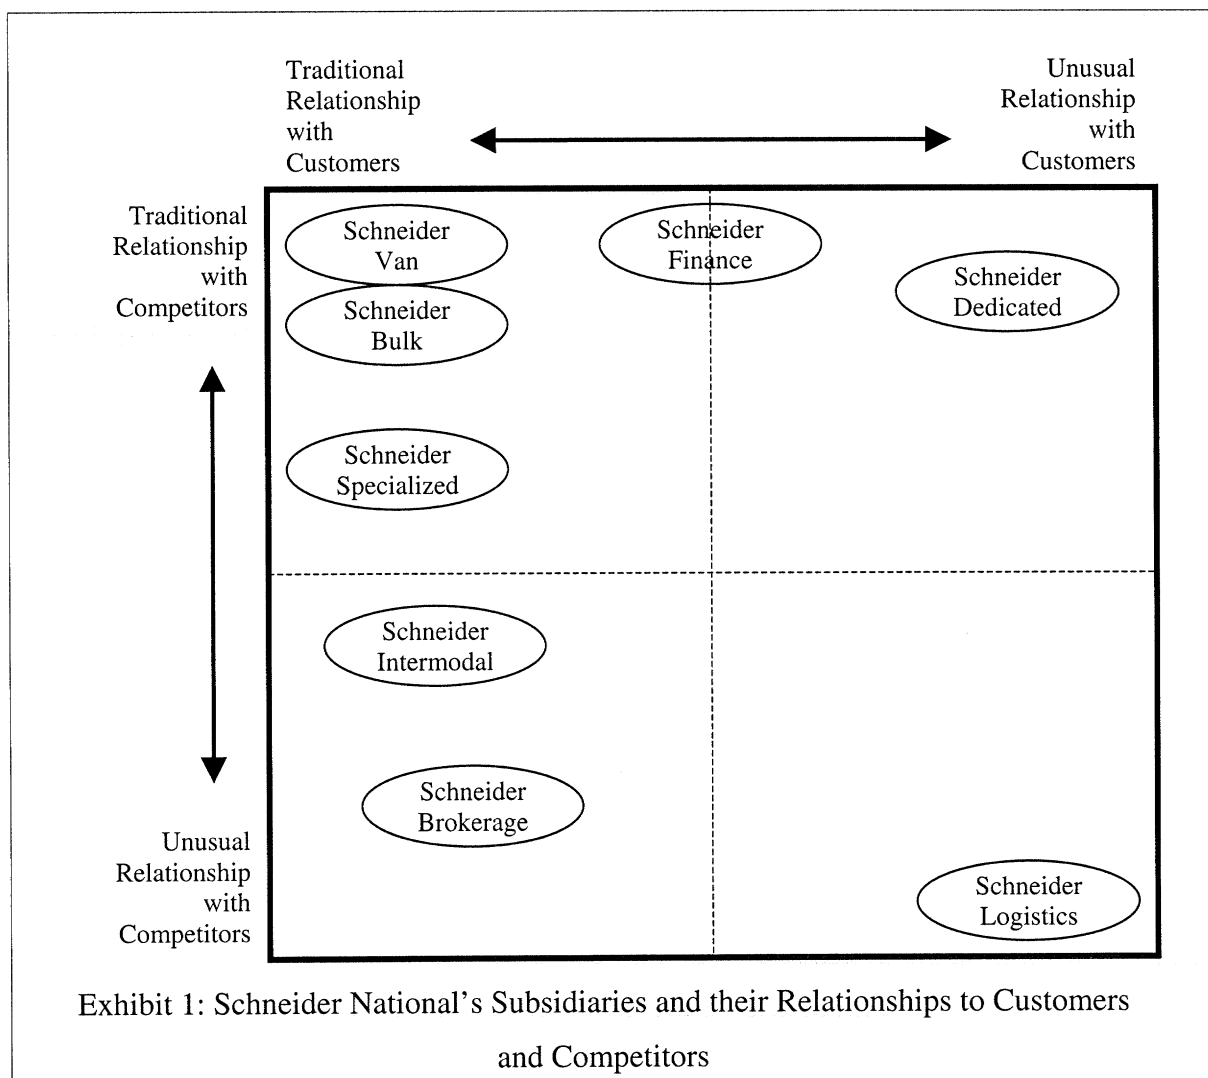 Traditional
Relationship
with
Customers
Unusual
Relationship
with
Customers
Traditional
Relationship
with
Competitors
Schneider
Van
Schneider
Finance
Schneider
Dedicated
Schneider
Bulk
Schneider
Specialized
Schneider
Intermodal
Schneider
Brokerage
Unusual
Relationship
with
Competitors
Schneider
Logistics
Exhibit 1: Schneider National's Subsidiaries and their Relationships to Customers
and Competitors